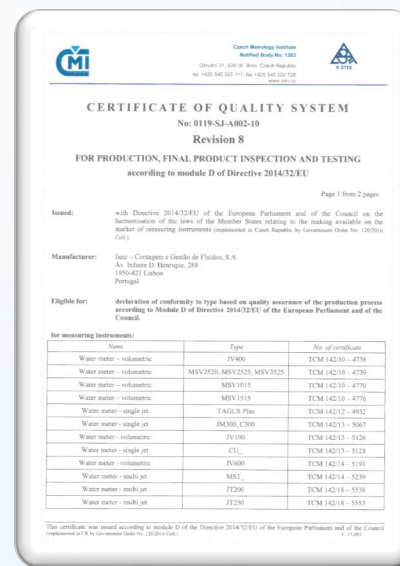 CMI
Czech Metrology Institute
Notified Body No. 1383
Okružní 31, 638 00 Brno, Czech Republic
tel. +420 545 555 111, fax +420 545 222 728
www.cmi.cz
V 3112
CERTIFICATE OF QUALITY SYSTEM
No: 0119-SJ-A002-10
Revision 8
FOR PRODUCTION, FINAL PRODUCT INSPECTION AND TESTING
according to module D of Directive 2014/32/EU
Page 1 from 2 pages
Issued: with Directive 2014/32/EU of the European Parliament and of the Council on the
harmonisation of the laws of the Member States relating to the making available on the
market of measuring instruments (implemented in Czech Republic by Government Order No. 120/2016
Coll.)
Manufacturer: Janz – Contagem e Gestão de Fluídos, S.A.
Av. Infante D. Henrique, 288
1950-421 Lisboa
Portugal
Eligible for: declaration of conformity to type based on quality assurance of the production process
according to Module D of Directive 2014/32/EU of the European Parliament and of the
Council.
for measuring instruments:
Name Type No. of certificate
Water meter – volumetric JV400 TCM 142/10 – 4738
Water meter – volumetric MSV2520, MSV2525, MSV3525 TCM 142/10 – 4739
Water meter – volumetric MSV1015 TCM 142/10 – 4770
Water meter – volumetric MSV1515 TCM 142/10 – 4776
Water meter – single jet TAGUS Plus TCM 142/12 – 4932
Water meter – single jet JM300, C300 TCM 142/13 – 5067
Water meter – volumetric JV100 TCM 142/13 – 5126
Water meter – single jet CU_ TCM 142/13 – 5128
Water meter – volumetric JV600 TCM 142/14 – 5191
Water meter – multi jet MST_ TCM 142/14 – 5239
Water meter – multi jet JT200 TCM 142/18 – 5538
Water meter – multi jet JT250 TCM 142/18 – 5553
This certificate was issued according to module D of the Directive 2014/32/EU of the European Parliament and of the Council
(implemented in CR by Government Order No. 120/2016 Coll.)